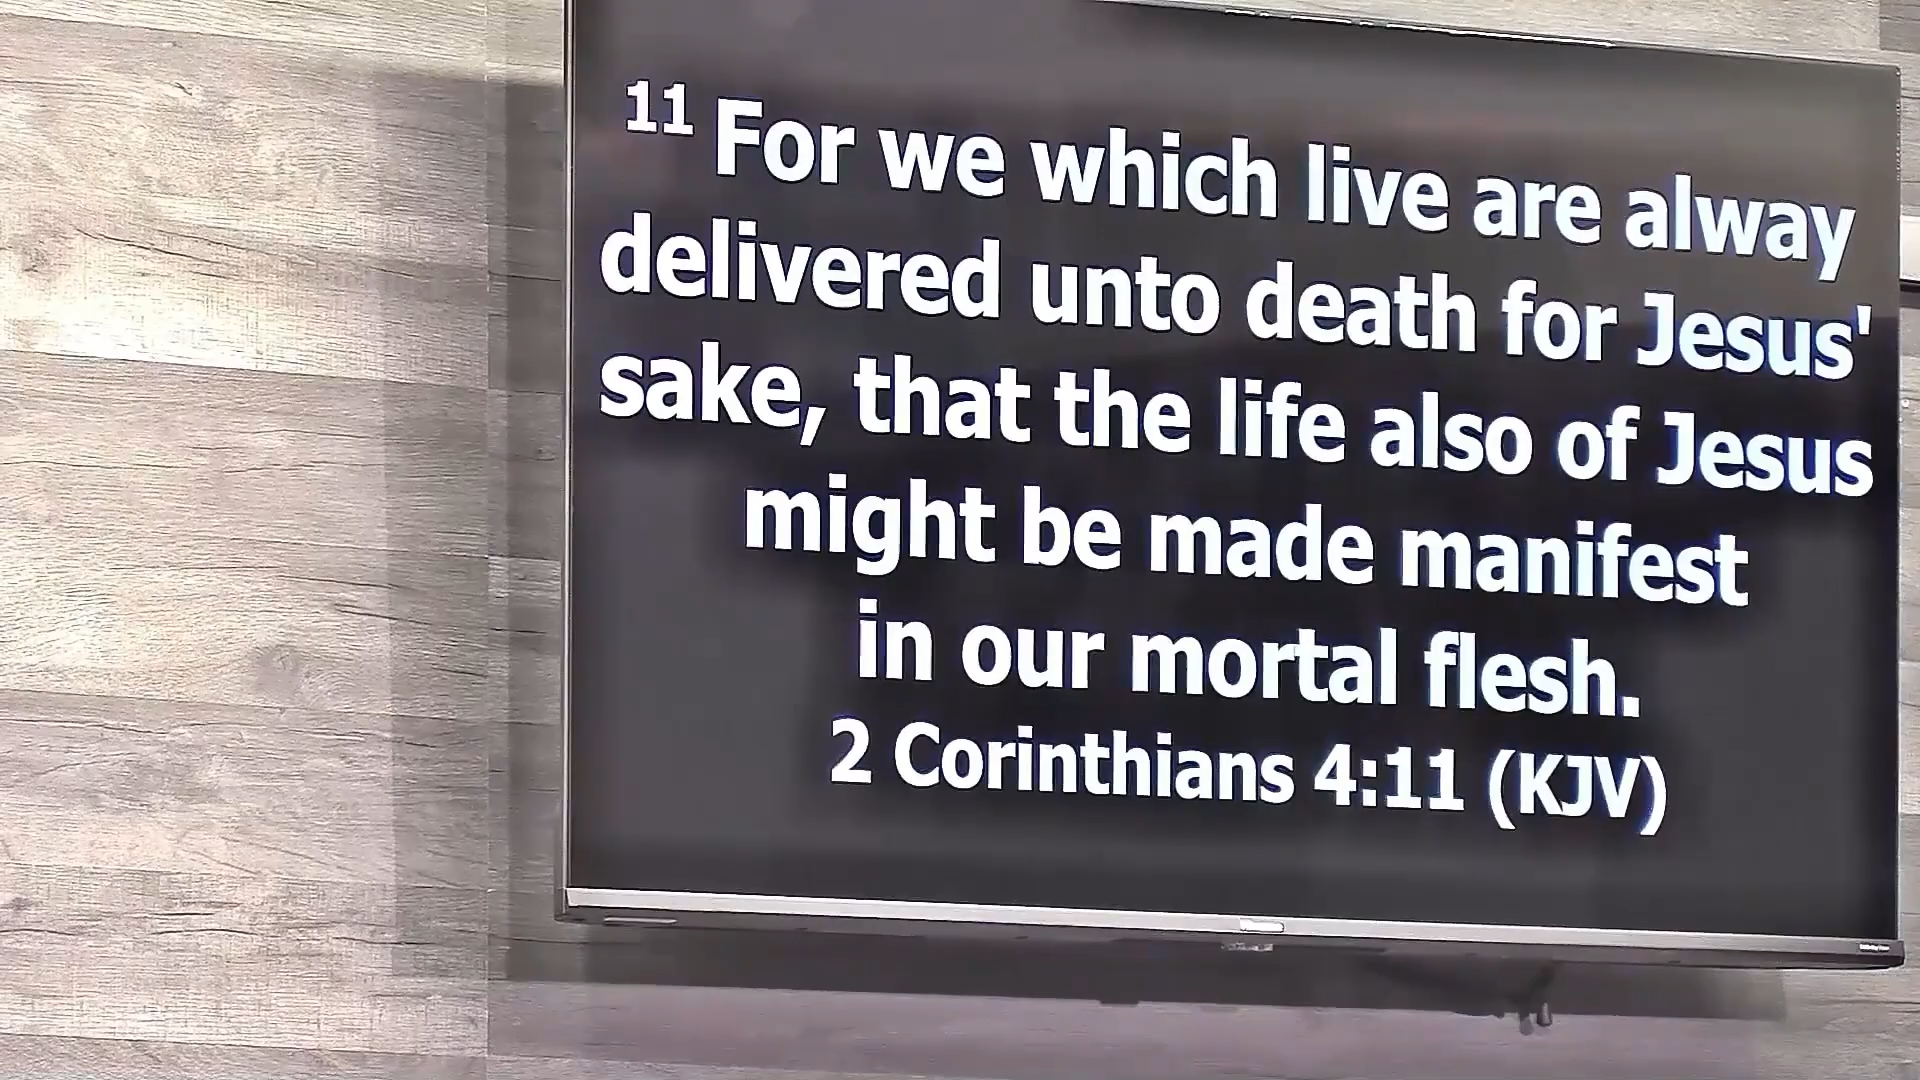 11 For we which live are alway
delivered unto death for Jesus'
sake, that the life also of Jesus
might be made manifest
in our mortal flesh.
2 Corinthians 4:11 (KJV)